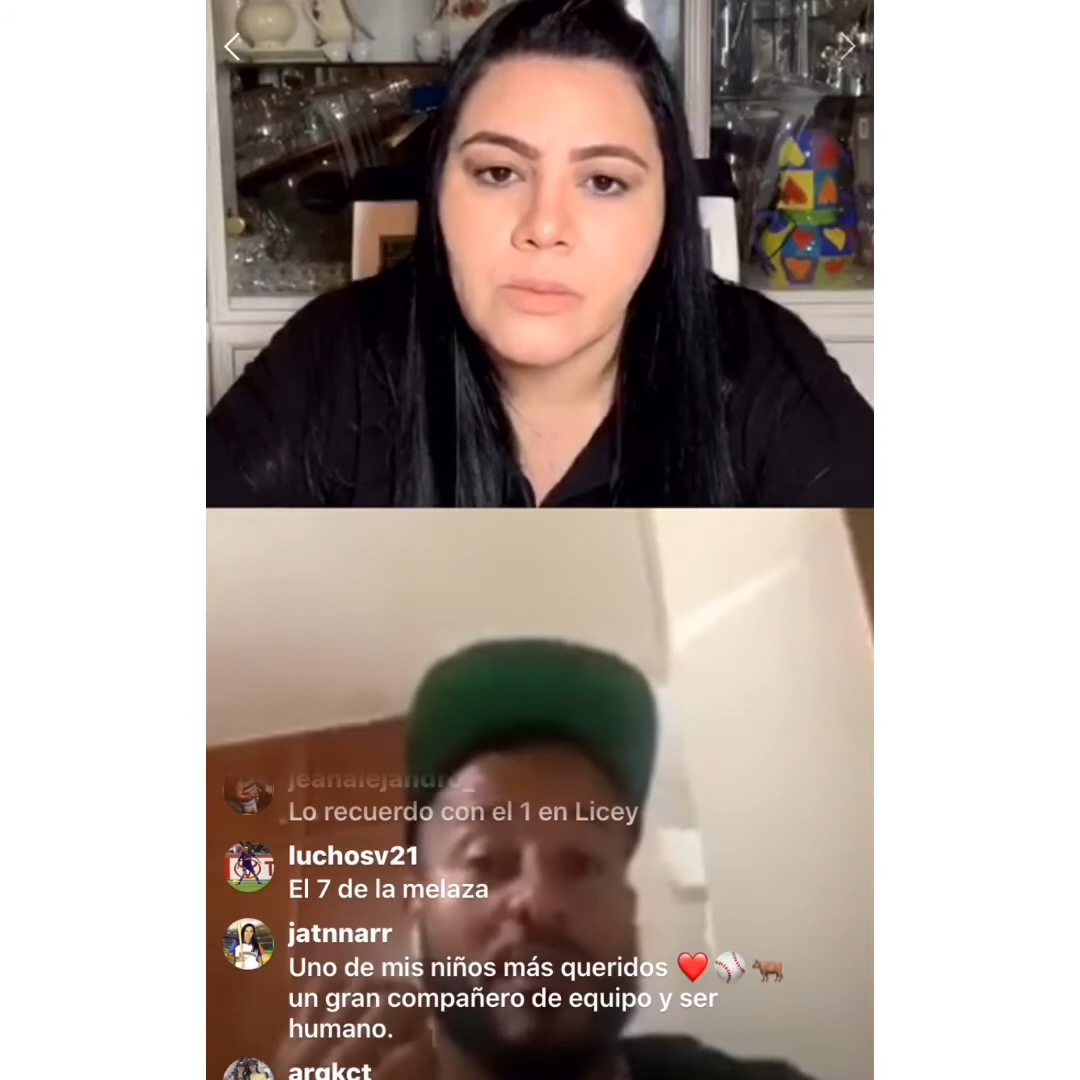 jeanalejandro_
Lo recuerdo con el 1 en Licey
luchosv21
El 7 de la melaza
jatnnarr
Uno de mis niños más queridos ❤️⚾🐂
un gran compañero de equipo y ser
humano.
argkct